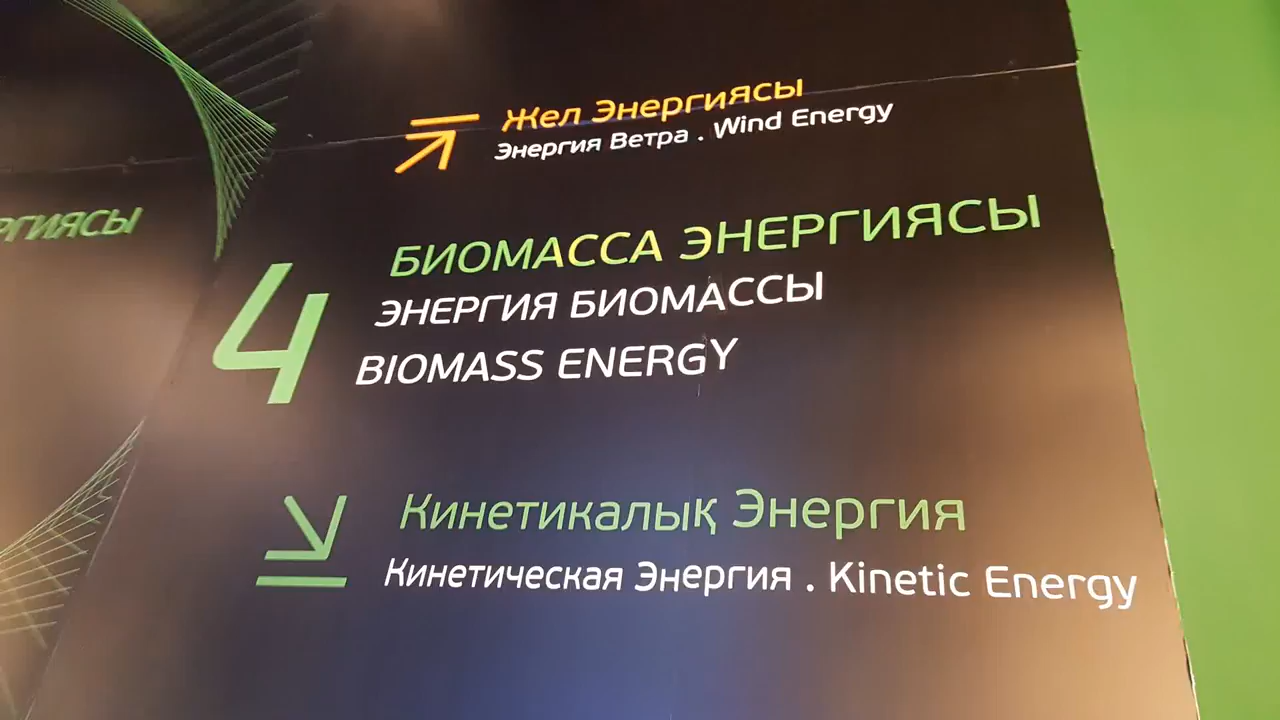 Жел Энергиясы
Энергия Ветра . Wind Energy
4
БИОМАССА ЭНЕРГИЯСЫ
ЭНЕРГИЯ БИОМАССЫ
BIOMASS ENERGY
Кинетикалық Энергия
Кинетическая Энергия . Kinetic Energy